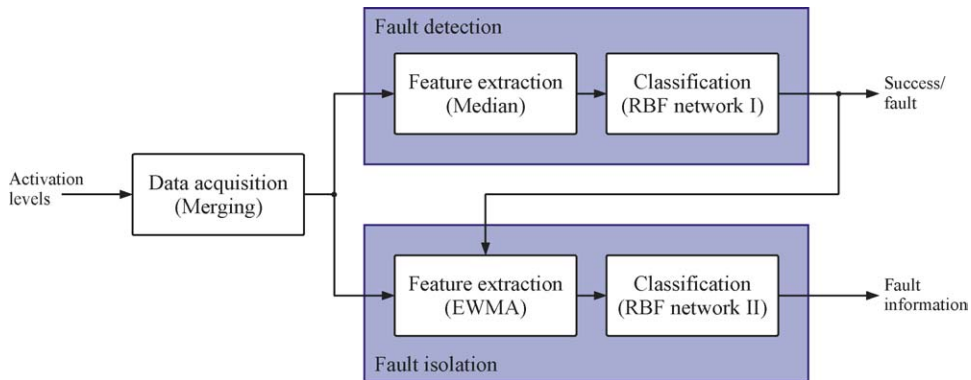 Fault detection
Feature extraction
(Median)
Classification
(RBF network I)
Success/
fault
Activation
levels
Data acquisition
(Merging)
Feature extraction
(EWMA)
Classification
(RBF network II)
Fault
information
Fault isolation